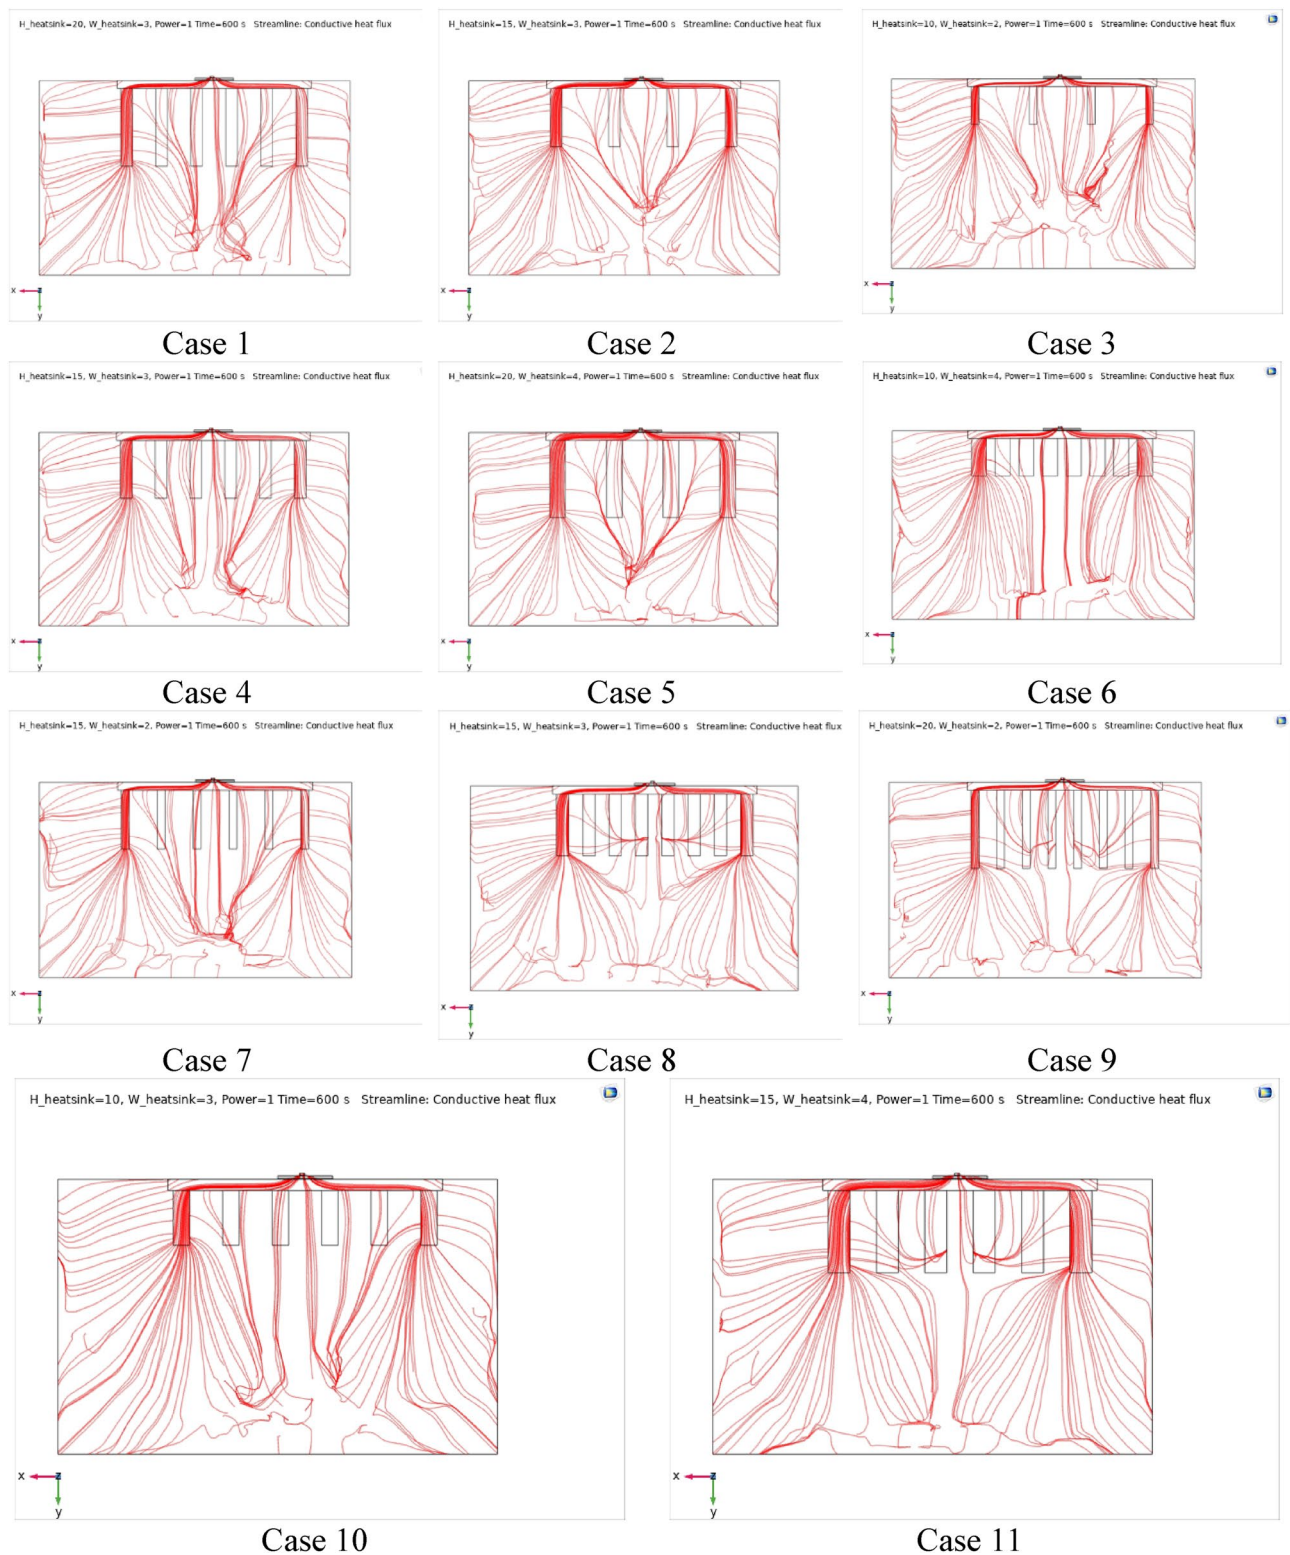 H_heatsink=20, W_heatsink=3, Power=1 Time=600 s   Streamline: Conductive heat flux
H_heatsink=15, W_heatsink=3, Power=1 Time=600 s   Streamline: Conductive heat flux
H_heatsink=10, W_heatsink=2, Power=1 Time=600 s   Streamline: Conductive heat flux
x
z
y
x
z
y
x
z
y
Case 1
Case 2
Case 3
H_heatsink=15, W_heatsink=3, Power=1 Time=600 s   Streamline: Conductive heat flux
H_heatsink=20, W_heatsink=4, Power=1 Time=600 s   Streamline: Conductive heat flux
H_heatsink=10, W_heatsink=4, Power=1 Time=600 s   Streamline: Conductive heat flux
x
z
y
x
z
y
x
z
y
Case 4
Case 5
Case 6
H_heatsink=15, W_heatsink=2, Power=1 Time=600 s   Streamline: Conductive heat flux
H_heatsink=15, W_heatsink=3, Power=1 Time=600 s   Streamline: Conductive heat flux
H_heatsink=20, W_heatsink=2, Power=1 Time=600 s   Streamline: Conductive heat flux
x
z
y
x
z
y
x
z
y
Case 7
Case 8
Case 9
H_heatsink=10, W_heatsink=3, Power=1 Time=600 s   Streamline: Conductive heat flux
H_heatsink=15, W_heatsink=4, Power=1 Time=600 s   Streamline: Conductive heat flux
x
z
y
x
z
y
Case 10
Case 11